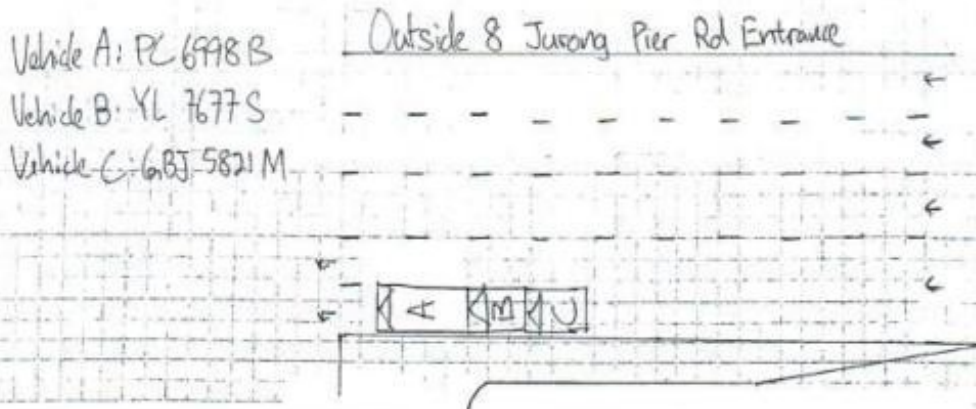 Outside 8 Jurong Pier Rd Entrance
Vehicle A: PC 6998 B
Vehicle B: YL 7677 S
Vehicle C: GBJ 5821 M
A B C